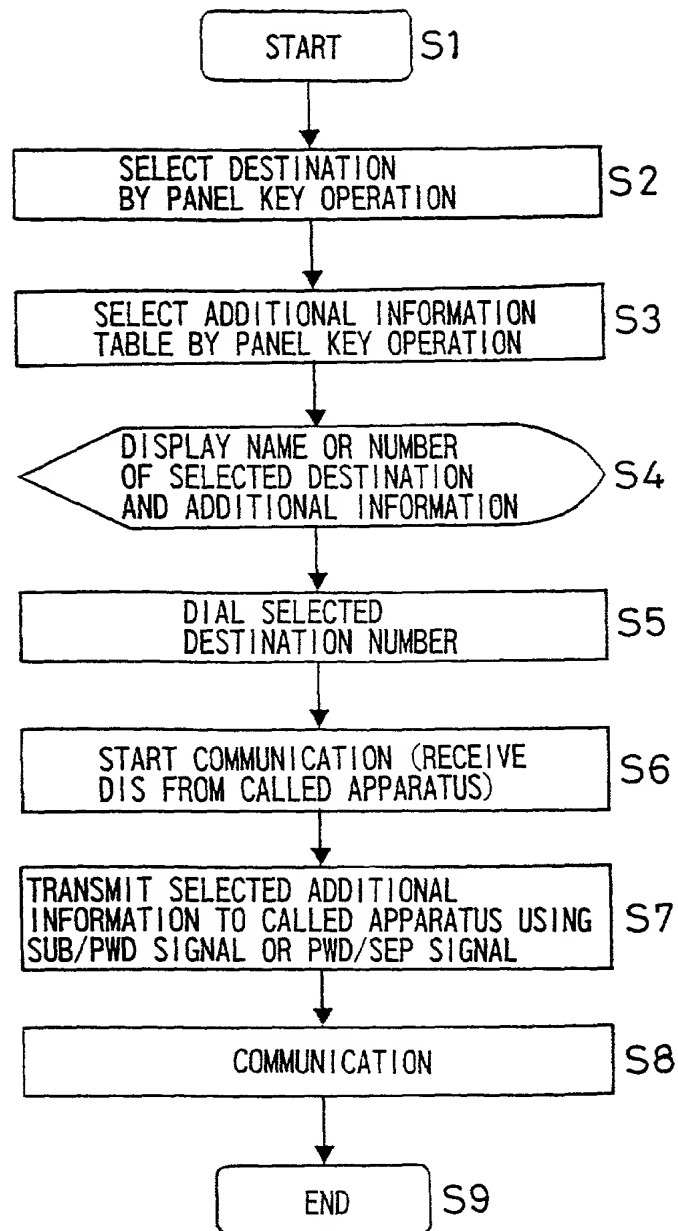 START S1
SELECT DESTINATION
BY PANEL KEY OPERATION S2
SELECT ADDITIONAL INFORMATION
TABLE BY PANEL KEY OPERATION S3
DISPLAY NAME OR NUMBER
OF SELECTED DESTINATION
AND ADDITIONAL INFORMATION S4
DIAL SELECTED
DESTINATION NUMBER S5
START COMMUNICATION (RECEIVE
DIS FROM CALLED APPARATUS) S6
TRANSMIT SELECTED ADDITIONAL
INFORMATION TO CALLED APPARATUS USING
SUB/PWD SIGNAL OR PWD/SEP SIGNAL S7
COMMUNICATION S8
END S9